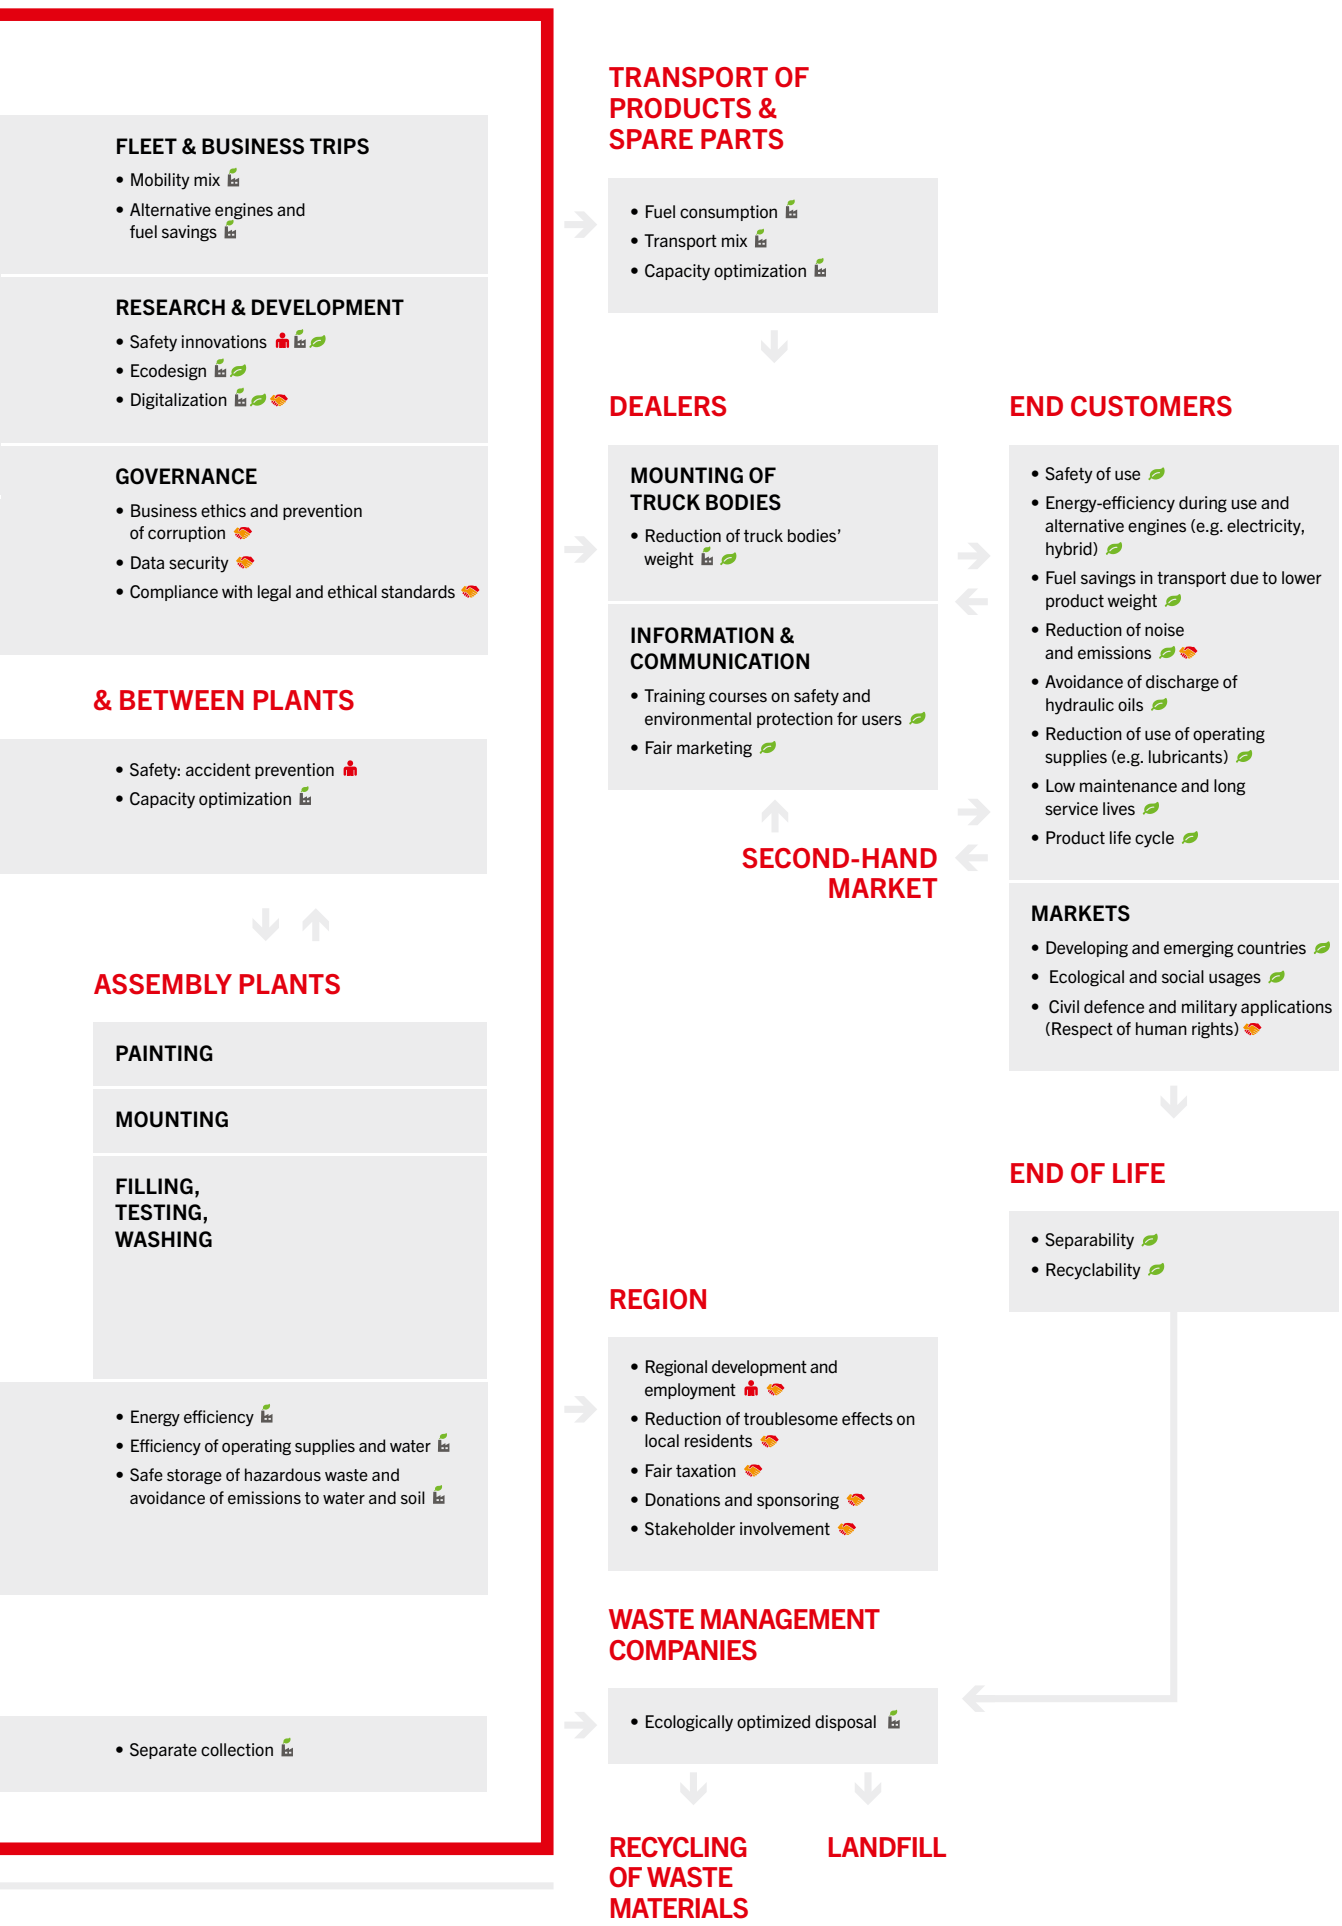 FLEET & BUSINESS TRIPS
• Mobility mix
• Alternative engines and
fuel savings
RESEARCH & DEVELOPMENT
• Safety innovations
• Ecodesign
• Digitalization
GOVERNANCE
• Business ethics and prevention
of corruption
• Data security
• Compliance with legal and ethical standards
& BETWEEN PLANTS
• Safety: accident prevention
• Capacity optimization
ASSEMBLY PLANTS
PAINTING
MOUNTING
FILLING,
TESTING,
WASHING
• Energy efficiency
• Efficiency of operating supplies and water
• Safe storage of hazardous waste and
avoidance of emissions to water and soil
• Separate collection
TRANSPORT OF
PRODUCTS &
SPARE PARTS
• Fuel consumption
• Transport mix
• Capacity optimization
DEALERS
MOUNTING OF
TRUCK BODIES
• Reduction of truck bodies'
weight
INFORMATION &
COMMUNICATION
• Training courses on safety and
environmental protection for users
• Fair marketing
SECOND-HAND
MARKET
END CUSTOMERS
• Safety of use
• Energy-efficiency during use and
alternative engines (e.g. electricity,
hybrid)
• Fuel savings in transport due to lower
product weight
• Reduction of noise
and emissions
• Avoidance of discharge of
hydraulic oils
• Reduction of use of operating
supplies (e.g. lubricants)
• Low maintenance and long
service lives
• Product life cycle
MARKETS
• Developing and emerging countries
• Ecological and social usages
• Civil defence and military applications
(Respect of human rights)
END OF LIFE
• Separability
• Recyclability
REGION
• Regional development and
employment
• Reduction of troublesome effects on
local residents
• Fair taxation
• Donations and sponsoring
• Stakeholder involvement
WASTE MANAGEMENT
COMPANIES
• Ecologically optimized disposal
RECYCLING
OF WASTE
MATERIALS
LANDFILL